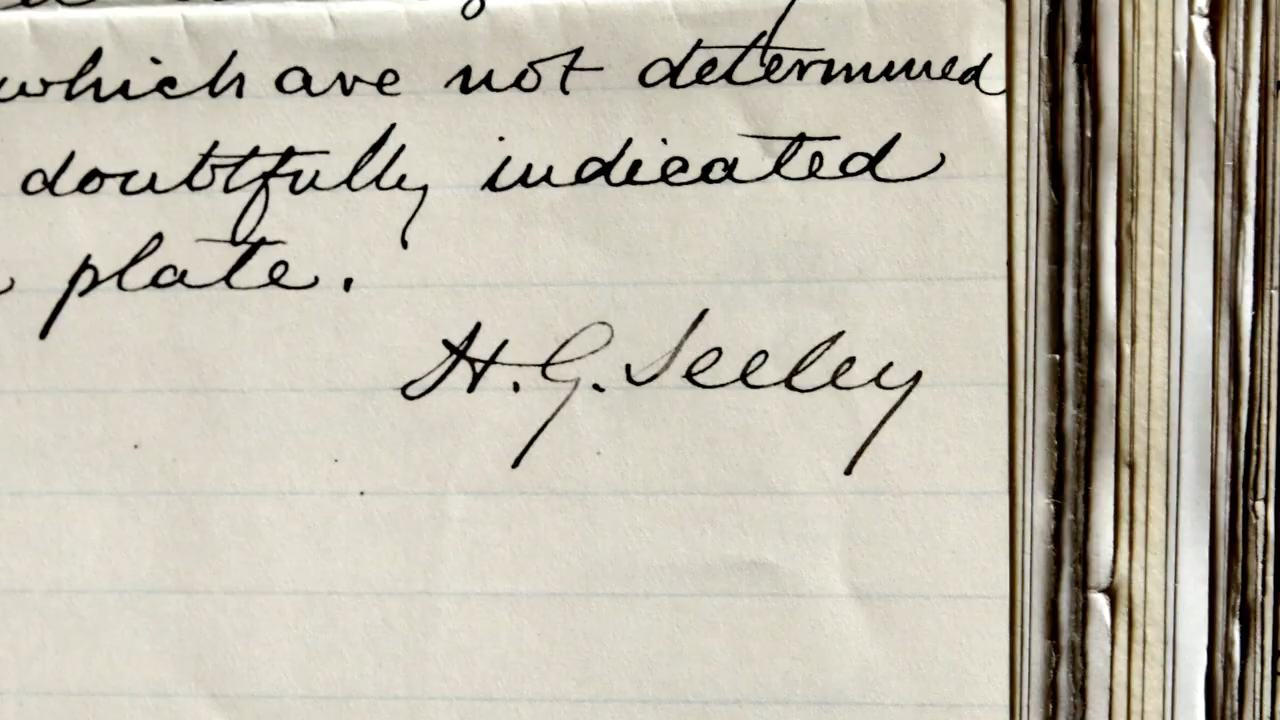 which are not determined
doubtfully indicated
plate.
H. G. Seeley